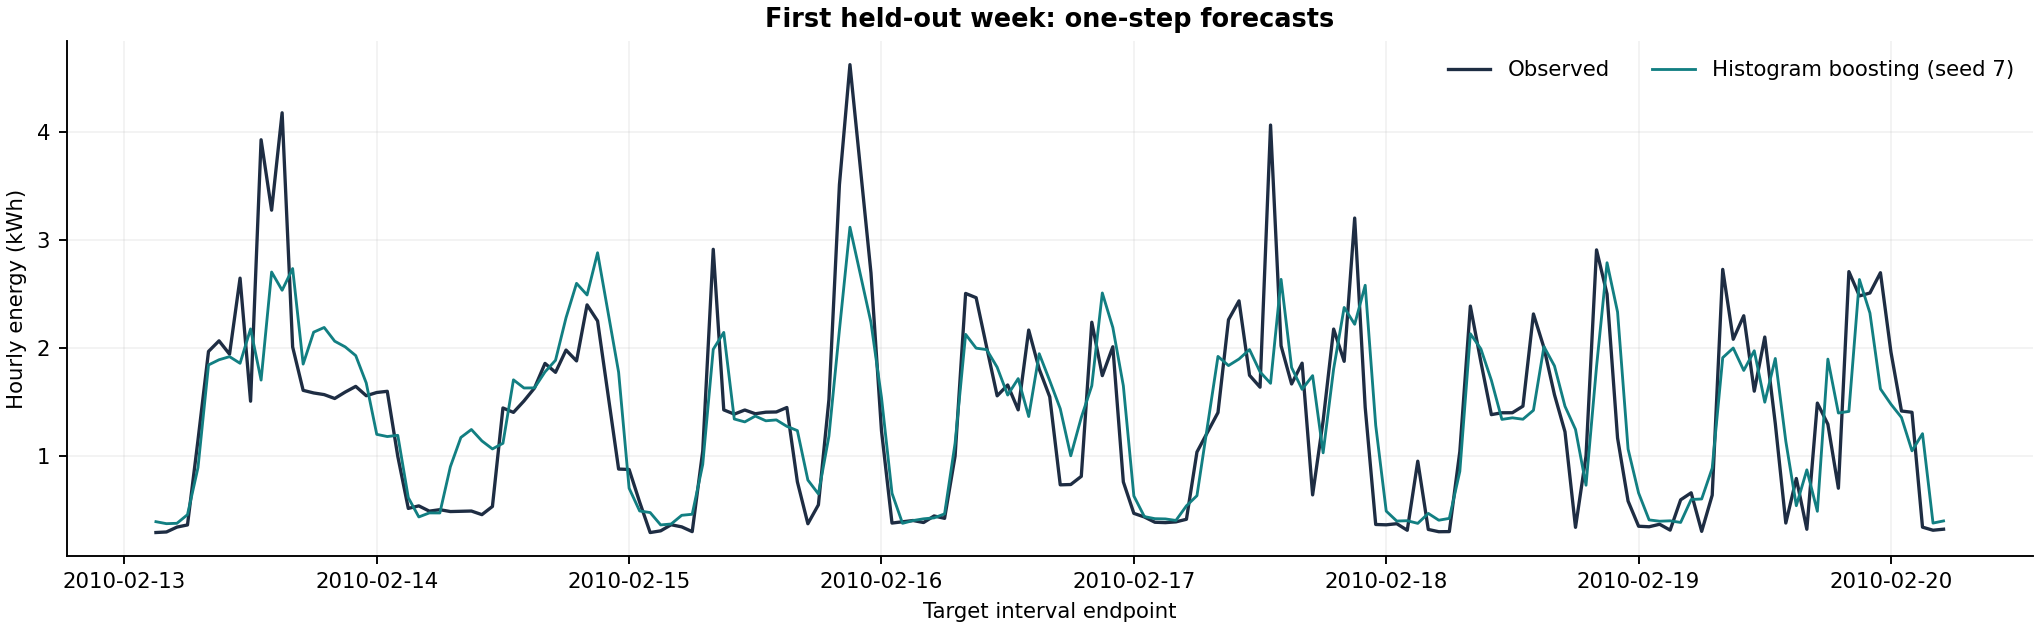 First held-out week: one-step forecasts
Observed
Histogram boosting (seed 7)
Hourly energy (kWh)
4
3
2
1
2010-02-13
2010-02-14
2010-02-15
2010-02-16
2010-02-17
2010-02-18
2010-02-19
2010-02-20
Target interval endpoint